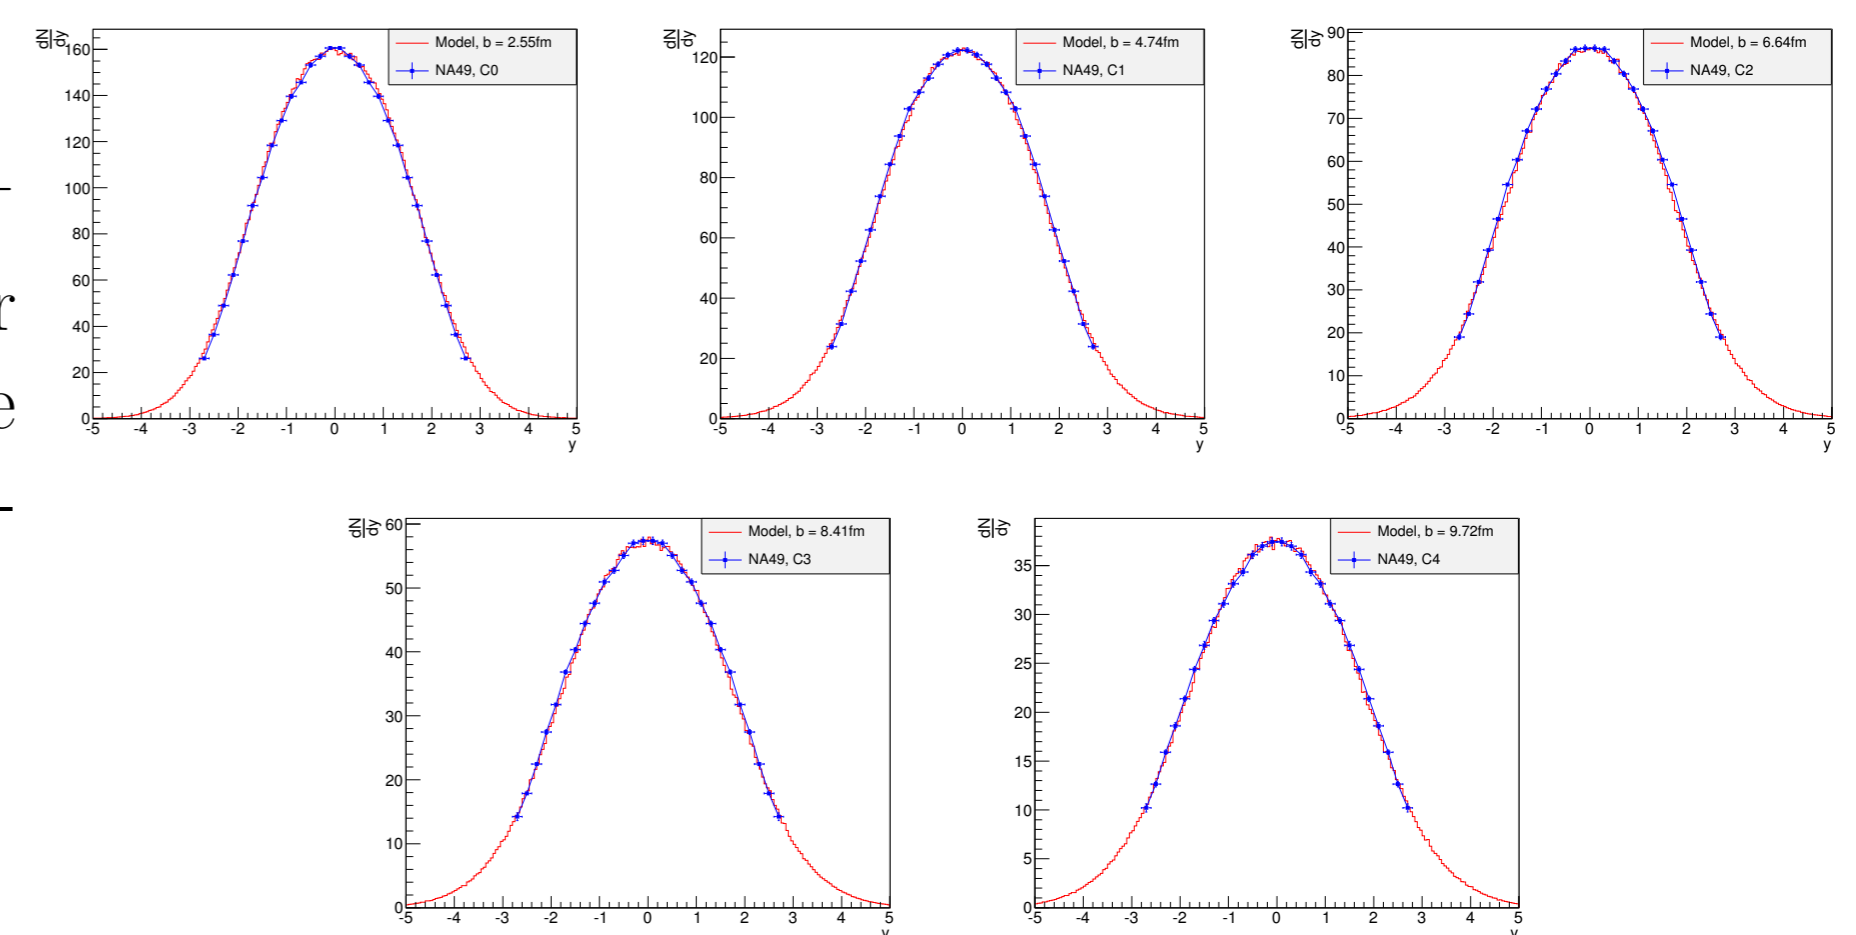 dN
dy
160
140
120
100
80
60
40
20
0
-5 -4 -3 -2 -1 0 1 2 3 4 5
y
Model, b = 2.55fm
NA49, C0
dN
dy
120
100
80
60
40
20
0
-5 -4 -3 -2 -1 0 1 2 3 4 5
y
Model, b = 4.74fm
NA49, C1
dN
dy
90
80
70
60
50
40
30
20
10
0
-5 -4 -3 -2 -1 0 1 2 3 4 5
y
Model, b = 6.64fm
NA49, C2
r
e
dN
dy
60
50
40
30
20
10
0
-5 -4 -3 -2 -1 0 1 2 3 4 5
y
Model, b = 8.41fm
NA49, C3
dN
dy
35
30
25
20
15
10
5
0
-5 -4 -3 -2 -1 0 1 2 3 4 5
y
Model, b = 9.72fm
NA49, C4